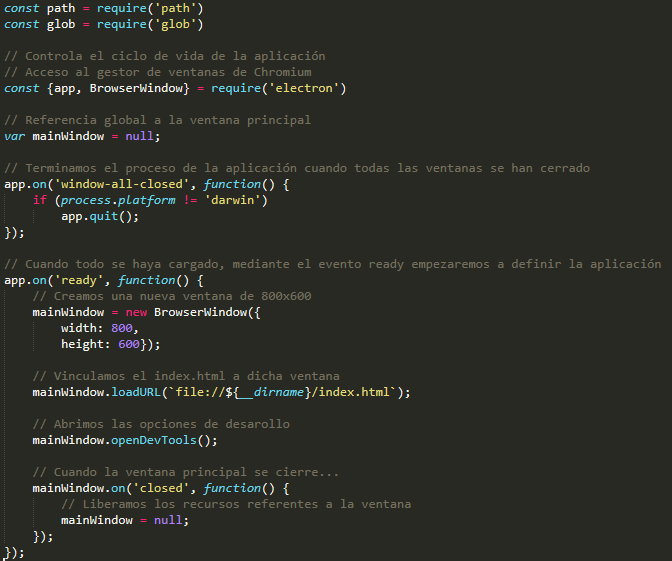 const path = require('path')
const glob = require('glob')
// Controla el ciclo de vida de la aplicación
// Acceso al gestor de ventanas de Chromium
const {app, BrowserWindow} = require('electron')
// Referencia global a la ventana principal
var mainWindow = null;
// Terminamos el proceso de la aplicación cuando todas las ventanas se han cerrado
app.on('window-all-closed', function() {
if (process.platform != 'darwin')
app.quit();
});
// Cuando todo se haya cargado, mediante el evento ready empezaremos a definir la aplicación
app.on('ready', function() {
// Creamos una nueva ventana de 800x600
mainWindow = new BrowserWindow({
width: 800,
height: 600});
// Vinculamos el index.html a dicha ventana
mainWindow.loadURL(`file://${__dirname}/index.html`);
// Abrimos las opciones de desarollo
mainWindow.openDevTools();
// Cuando la ventana principal se cierre...
mainWindow.on('closed', function() {
// Liberamos los recursos referentes a la ventana
mainWindow = null;
});
});